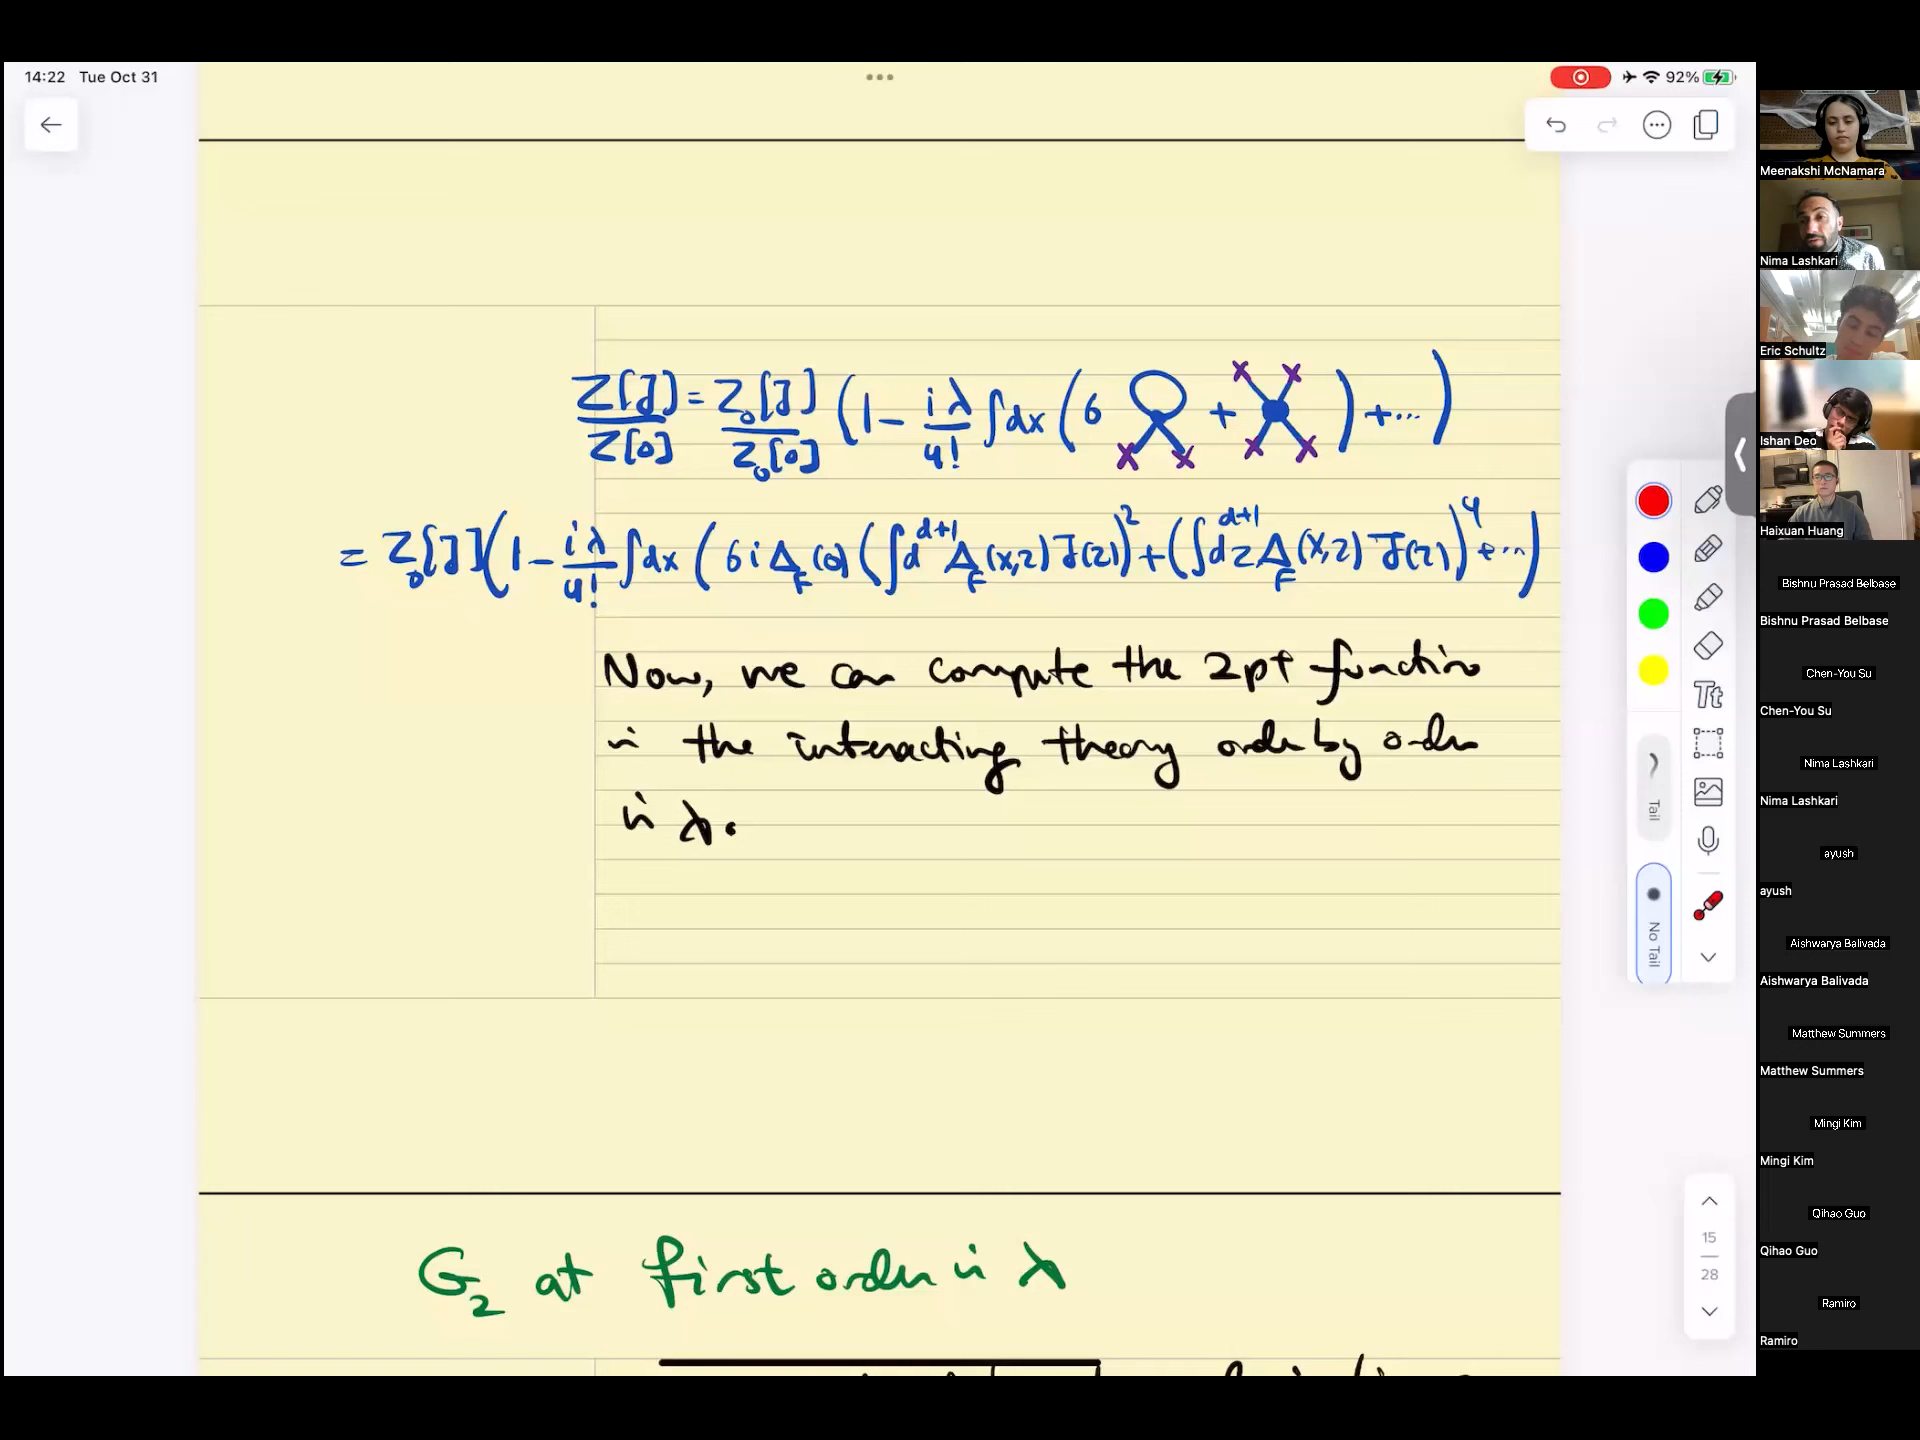 14:22 Tue Oct 31
92%
Z[J]/Z[0] = Z₀[J]/Z₀[0] (1 - iλ/4! ∫dx (6 + ) + ...)
= Z₀[J] (1 - iλ/4! ∫dx (6 i Δ_F(0) (∫d^{d+1} Δ_F(x,z) J(z))² + (∫d^{d+1}z Δ_F(x,z) J(z))⁴ + ...)
Now, we can compute the 2pt function
in the interacting theory order by order
in λ.
G₂ at first order in λ
Tt
Tail
No Tail
15
28
Meenakshi McNamara
Nima Lashkari
Eric Schultz
Ishan Deo
Haixuan Huang
Bishnu Prasad Belbase
Bishnu Prasad Belbase
Chen-You Su
Chen-You Su
Nima Lashkari
Nima Lashkari
ayush
ayush
Aishwarya Balivada
Aishwarya Balivada
Matthew Summers
Matthew Summers
Mingi Kim
Mingi Kim
Qihao Guo
Qihao Guo
Ramiro
Ramiro